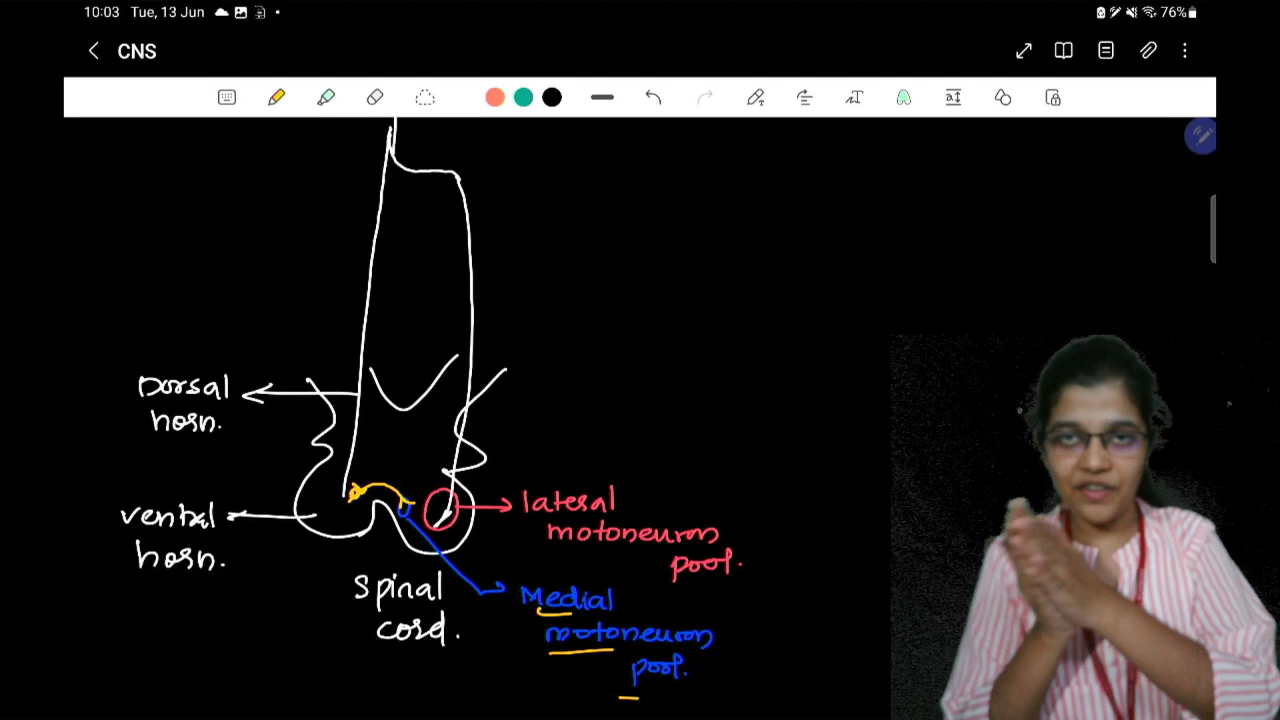 10:03 Tue, 13 Jun
76%
CNS
Dorsal
horn.
ventral
horn.
lateral
motoneuron
pool.
Medial
motoneuron
pool.
Spinal
cord.